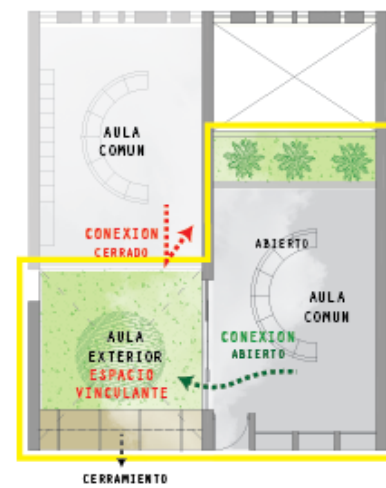 AULA
COMUN
CONEXION
CERRADO
ABIERTO
AULA
COMUN
CONEXION
ABIERTO
AULA
EXTERIOR
ESPACIO
VINCULANTE
CERRAMIENTO